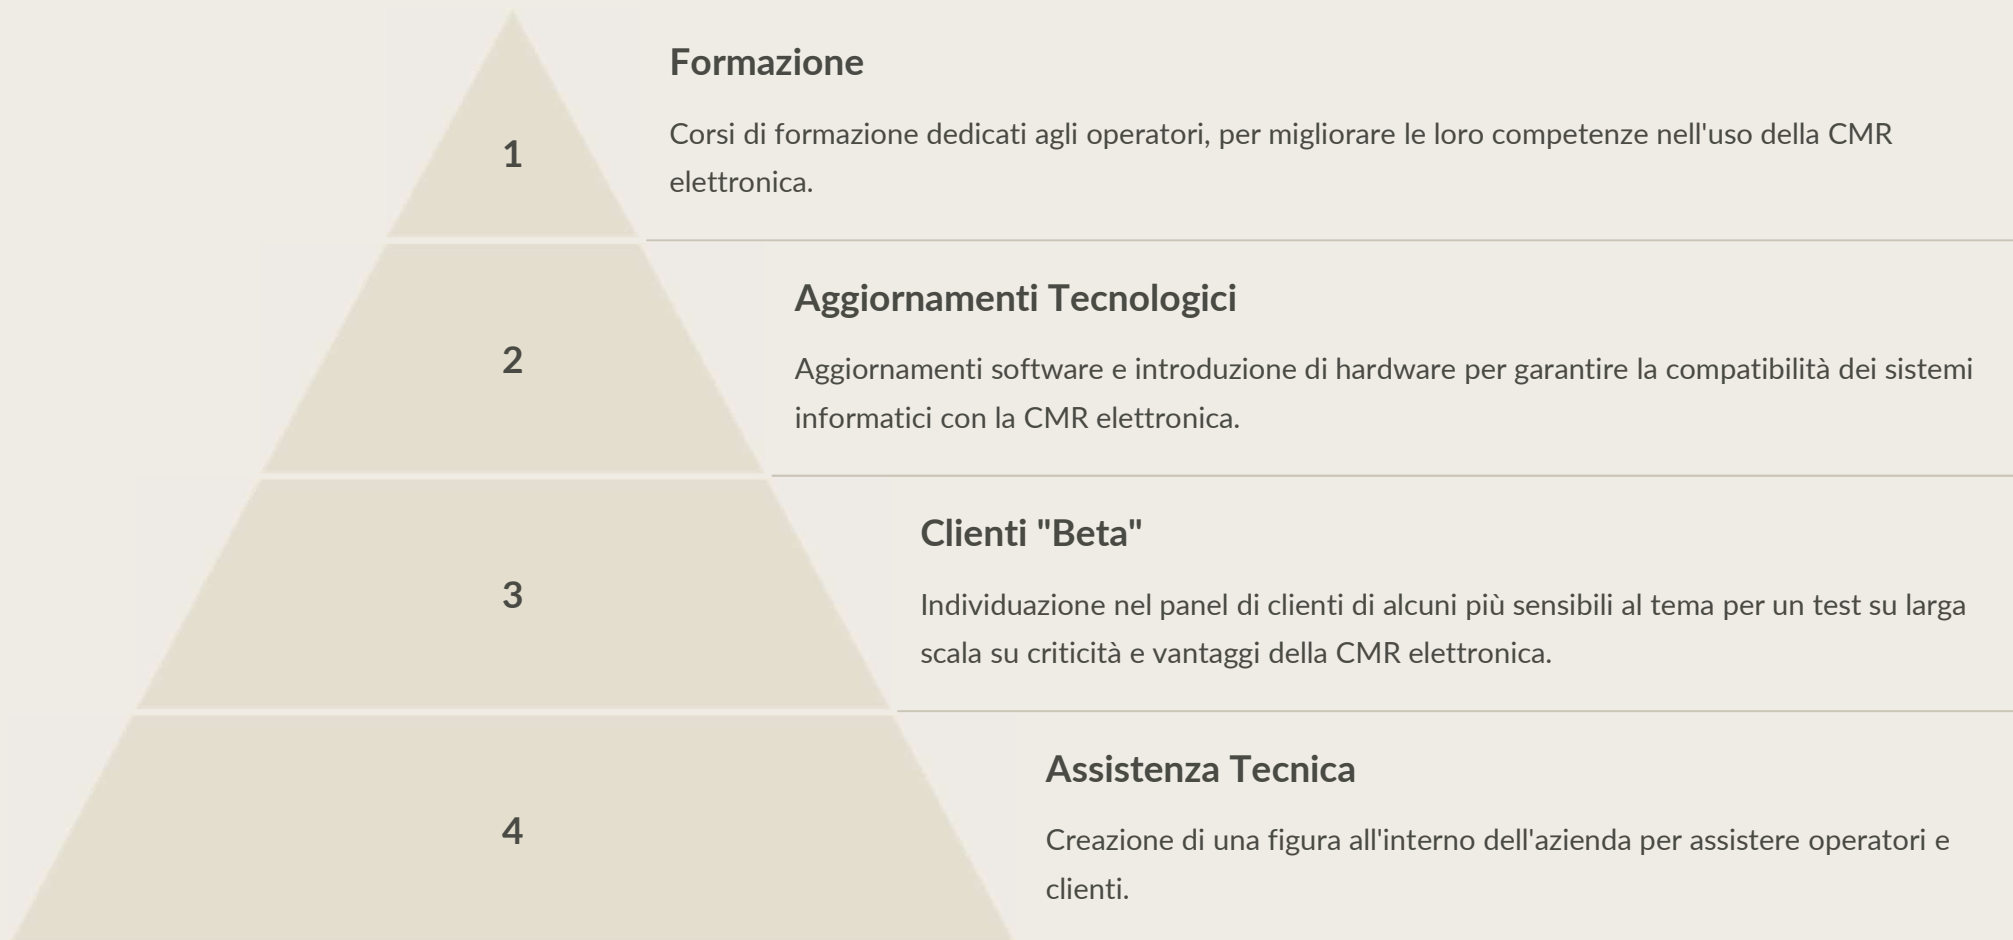 1
Formazione
Corsi di formazione dedicati agli operatori, per migliorare le loro competenze nell'uso della CMR
elettronica.
2
Aggiornamenti Tecnologici
Aggiornamenti software e introduzione di hardware per garantire la compatibilità dei sistemi
informatici con la CMR elettronica.
3
Clienti "Beta"
Individuazione nel panel di clienti di alcuni più sensibili al tema per un test su larga
scala su criticità e vantaggi della CMR elettronica.
4
Assistenza Tecnica
Creazione di una figura all'interno dell'azienda per assistere operatori e
clienti.